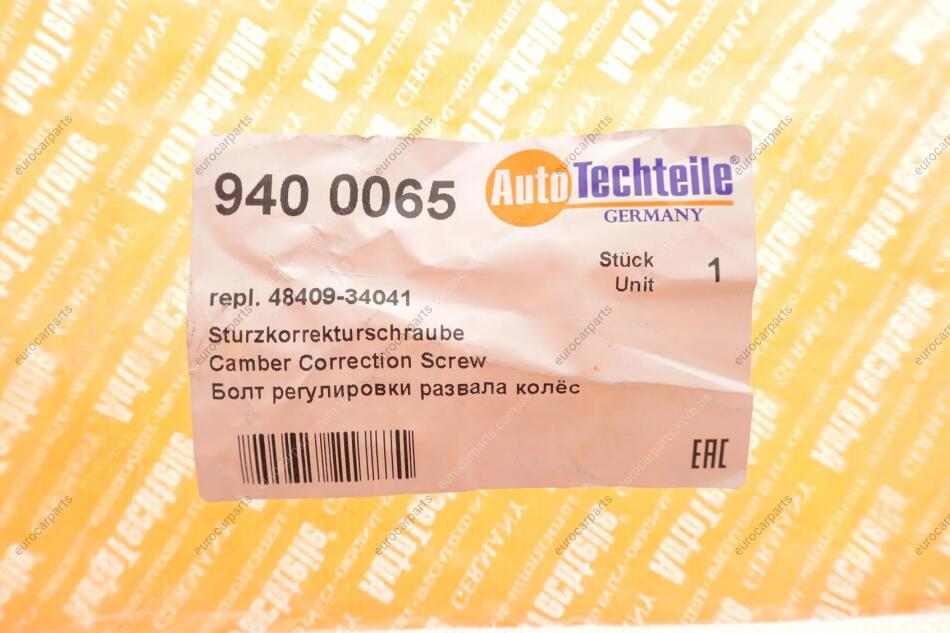 940 0065
AutoTechteile®
GERMANY
Stück 1
Unit
repl. 48409-34041
Sturzkorrekturschraube
Camber Correction Screw
Болт регулировки развала колёс
EAC